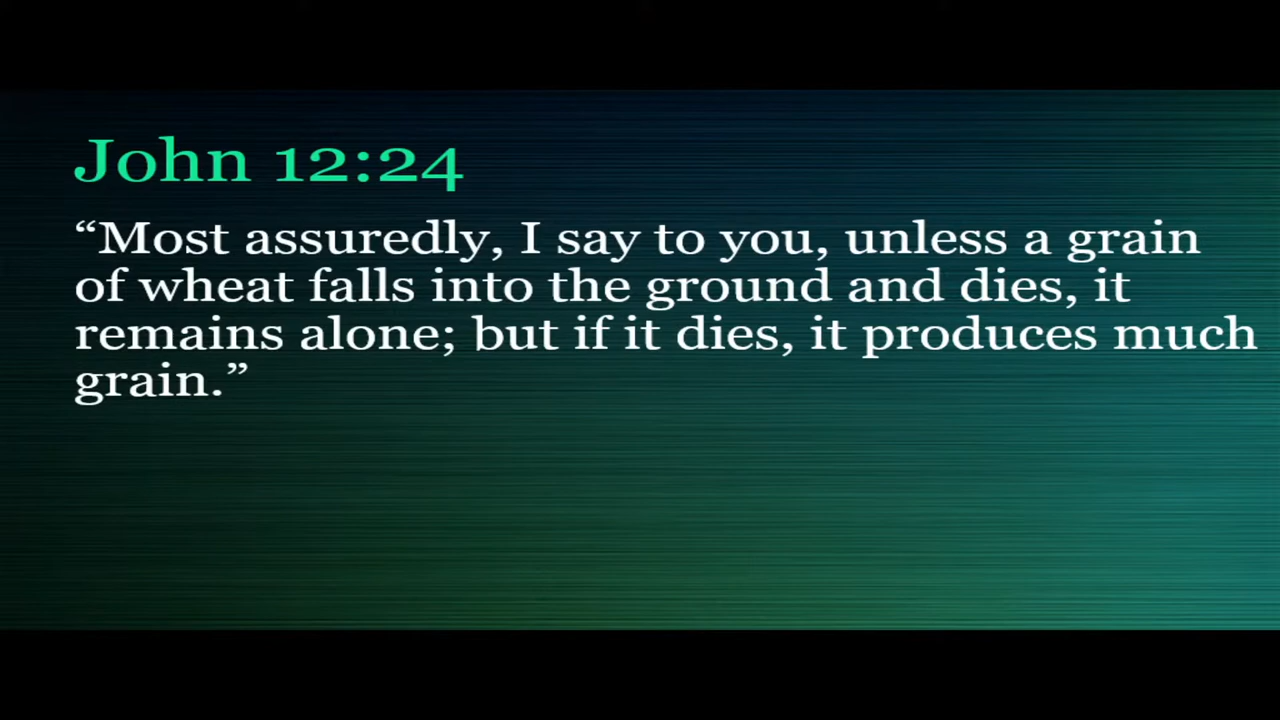 John 12:24
“Most assuredly, I say to you, unless a grain
of wheat falls into the ground and dies, it
remains alone; but if it dies, it produces much
grain.”